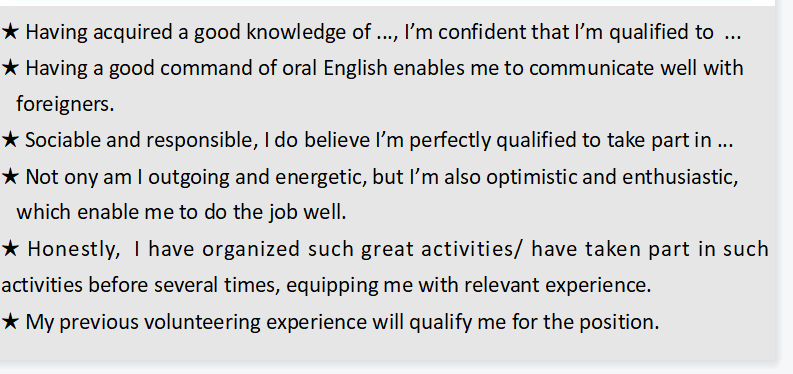 ★ Having acquired a good knowledge of ..., I'm confident that I'm qualified to ...
★ Having a good command of oral English enables me to communicate well with
foreigners.
★ Sociable and responsible, I do believe I'm perfectly qualified to take part in ...
★ Not ony am I outgoing and energetic, but I'm also optimistic and enthusiastic,
which enable me to do the job well.
★ Honestly, I have organized such great activities/ have taken part in such
activities before several times, equipping me with relevant experience.
★ My previous volunteering experience will qualify me for the position.